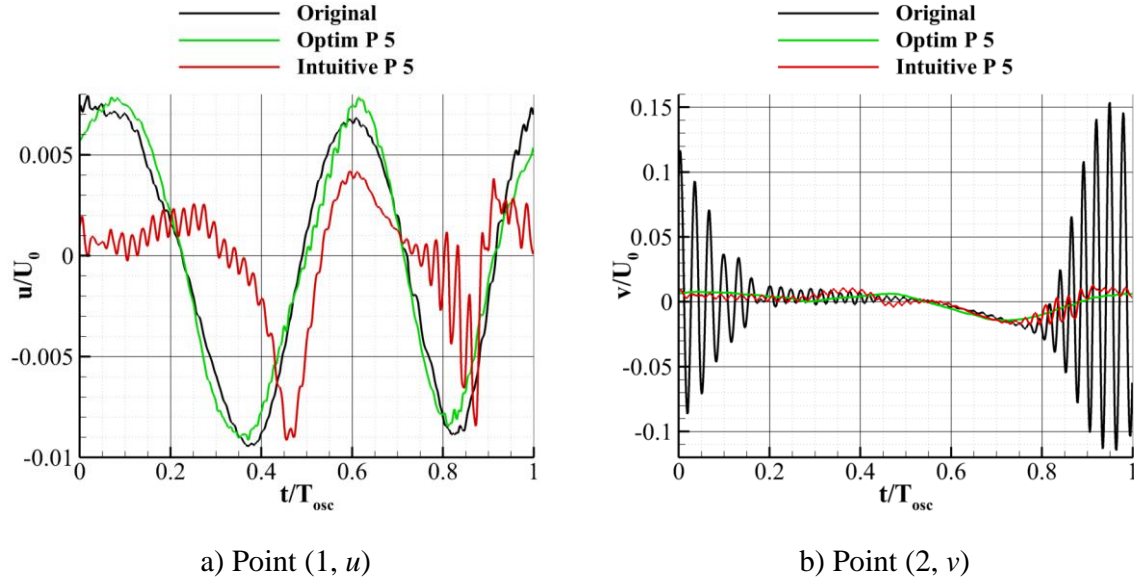 Original
Optim P 5
Intuitive P 5
0.005
0
-0.005
-0.01
u/U0
0 0.2 0.4 0.6 0.8 1
t/Tosc
a) Point (1, u)
Original
Optim P 5
Intuitive P 5
0.15
0.1
0.05
0
-0.05
-0.1
v/U0
0 0.2 0.4 0.6 0.8 1
t/Tosc
b) Point (2, v)